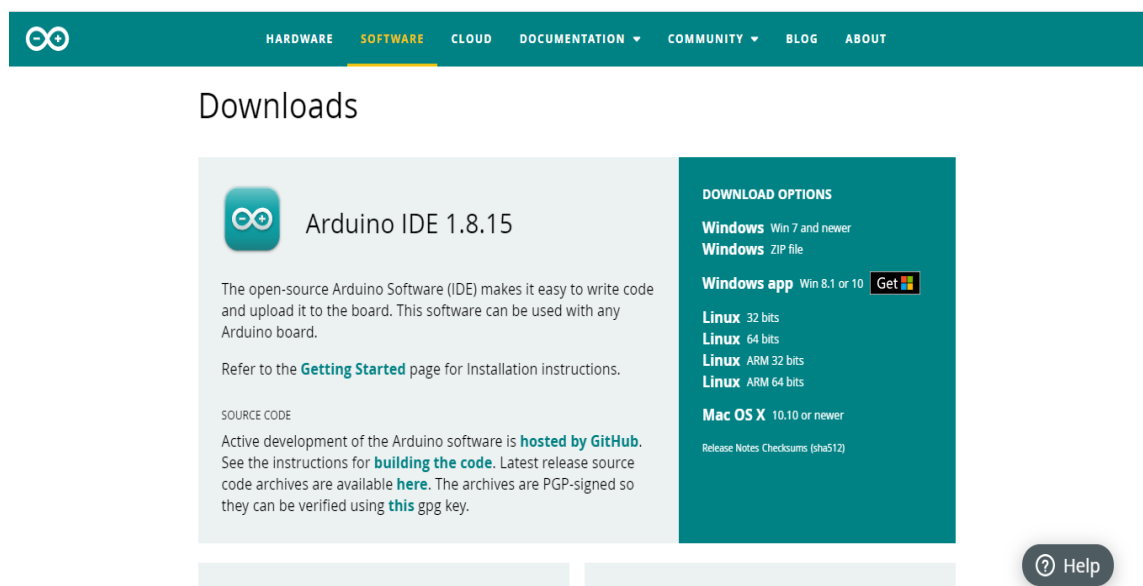 HARDWARE SOFTWARE CLOUD DOCUMENTATION COMMUNITY BLOG ABOUT
Downloads
Arduino IDE 1.8.15
The open-source Arduino Software (IDE) makes it easy to write code
and upload it to the board. This software can be used with any
Arduino board.
Refer to the Getting Started page for Installation instructions.
SOURCE CODE
Active development of the Arduino software is hosted by GitHub.
See the instructions for building the code. Latest release source
code archives are available here. The archives are PGP-signed so
they can be verified using this gpg key.
DOWNLOAD OPTIONS
Windows Win 7 and newer
Windows ZIP file
Windows app Win 8.1 or 10 Get
Linux 32 bits
Linux 64 bits
Linux ARM 32 bits
Linux ARM 64 bits
Mac OS X 10.10 or newer
Release Notes Checksums (sha512)
Help